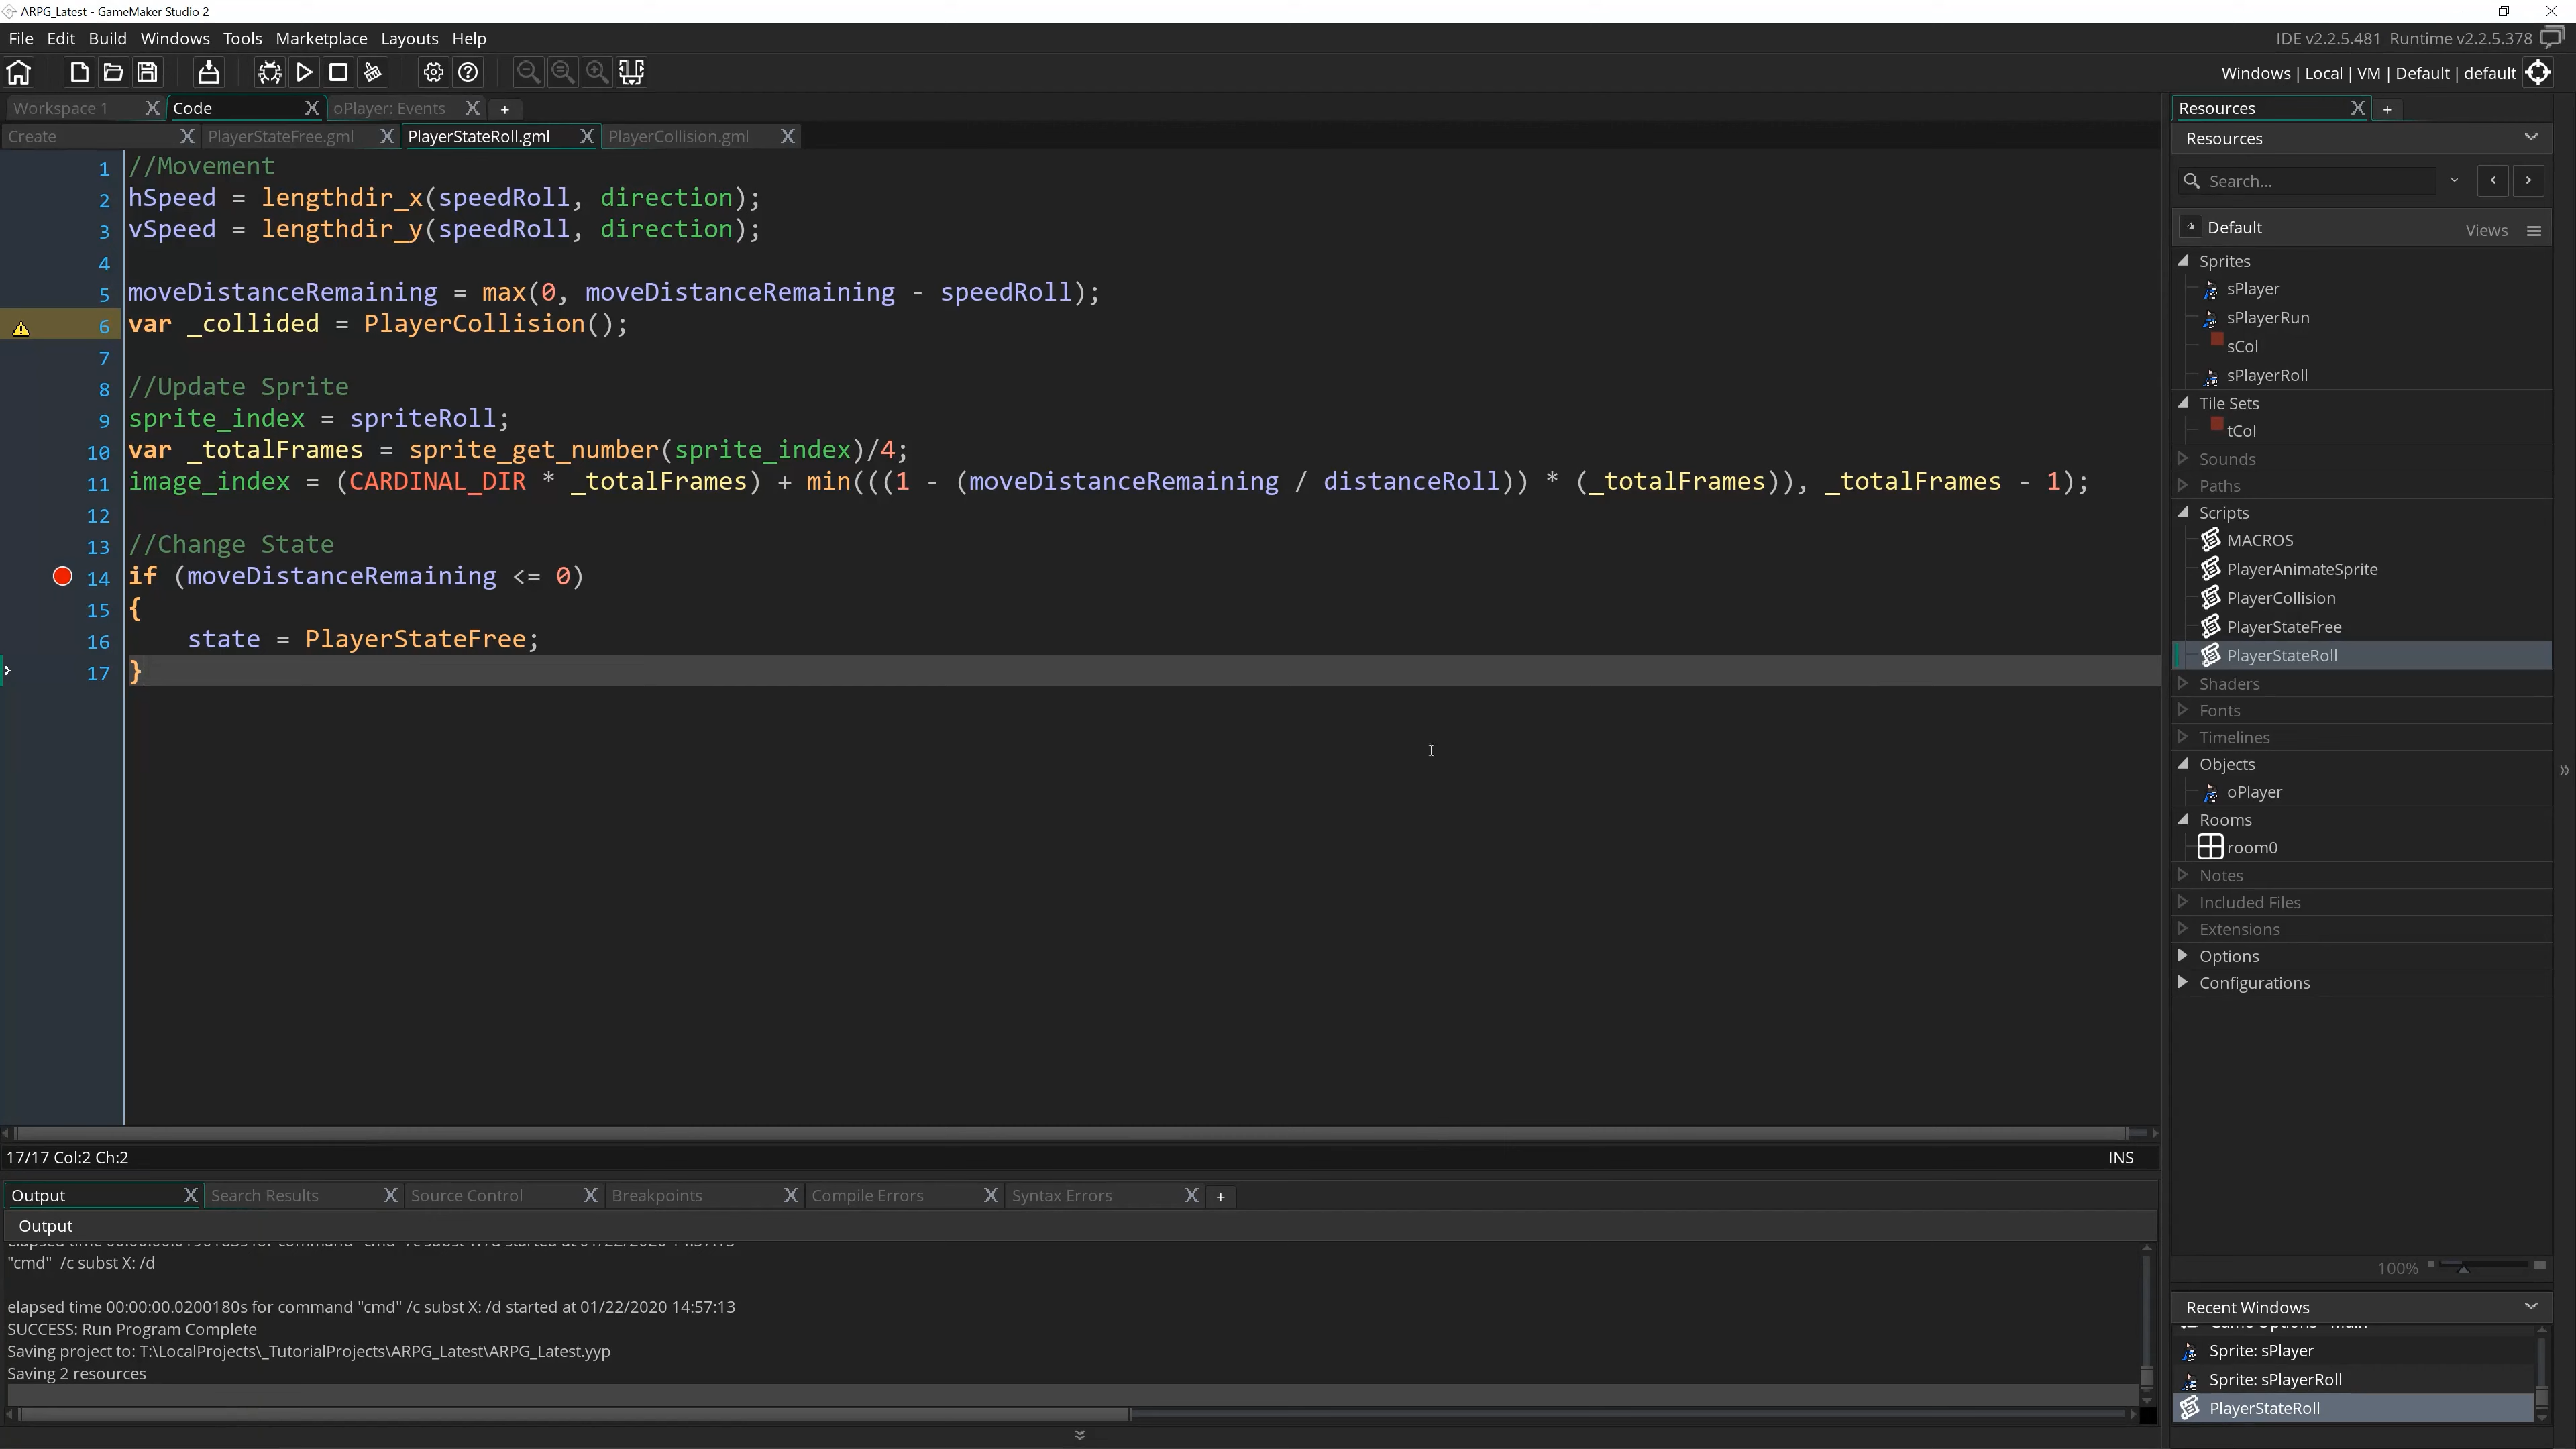 ARPG_Latest - GameMaker Studio 2
File Edit Build Windows Tools Marketplace Layouts Help
IDE v2.2.5.481 Runtime v2.2.5.378
Windows | Local | VM | Default | default
Workspace 1 X Code X oPlayer: Events X +
Create X PlayerStateFree.gml X PlayerStateRoll.gml X PlayerCollision.gml X
1 //Movement
2 hSpeed = lengthdir_x(speedRoll, direction);
3 vSpeed = lengthdir_y(speedRoll, direction);
4
5 moveDistanceRemaining = max(0, moveDistanceRemaining - speedRoll);
6 var _collided = PlayerCollision();
7
8 //Update Sprite
9 sprite_index = spriteRoll;
10 var _totalFrames = sprite_get_number(sprite_index)/4;
11 image_index = (CARDINAL_DIR * _totalFrames) + min(((1 - (moveDistanceRemaining / distanceRoll)) * (_totalFrames)), _totalFrames - 1);
12
13 //Change State
14 if (moveDistanceRemaining <= 0)
15 {
16 state = PlayerStateFree;
17 }
17/17 Col:2 Ch:2
INS
Output X Search Results X Source Control X Breakpoints X Compile Errors X Syntax Errors X +
Output
"cmd" /c subst X: /d
elapsed time 00:00:00.0200180s for command "cmd" /c subst X: /d started at 01/22/2020 14:57:13
SUCCESS: Run Program Complete
Saving project to: T:\LocalProjects\_TutorialProjects\ARPG_Latest\ARPG_Latest.yyp
Saving 2 resources
Resources X +
Resources
Search...
Default Views
Sprites
sPlayer
sPlayerRun
sCol
sPlayerRoll
Tile Sets
tCol
Sounds
Paths
Scripts
MACROS
PlayerAnimateSprite
PlayerCollision
PlayerStateFree
PlayerStateRoll
Shaders
Fonts
Timelines
Objects
oPlayer
Rooms
room0
Notes
Included Files
Extensions
Options
Configurations
100%
Recent Windows
Sprite: sPlayer
Sprite: sPlayerRoll
PlayerStateRoll